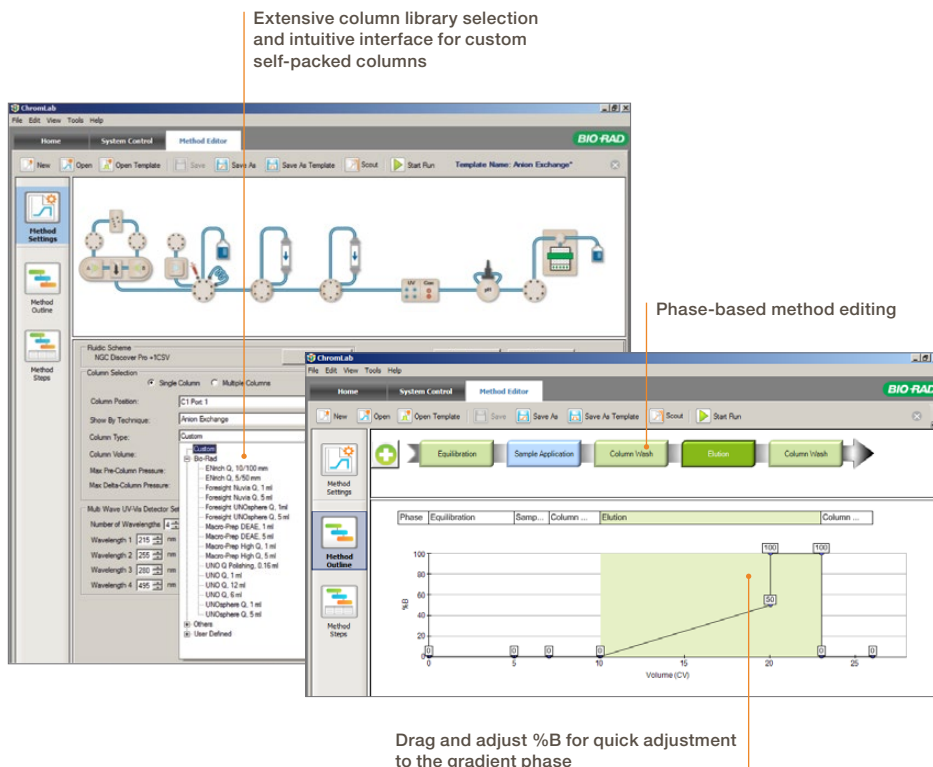 Extensive column library selection
and intuitive interface for custom
self-packed columns
ChromLab
File Edit View Tools Help
Home System Control Method Editor BIO-RAD
New Open Open Template Save Save As Save As Template Scout Start Run Template Name: Anion Exchange*
Method
Settings
Method
Outline
Method
Steps
UV Con
pH
Fluidic Scheme
NGC Discover Pro +1CSV
Column Selection
Single Column Multiple Columns
Column Position: C1 Port 1
Show By Technique: Anion Exchange
Column Type: Custom
Column Volume:
Max Pre-Column Pressure:
Max Delta-Column Pressure:
Custom
Bio-Rad
ENrich Q, 10/100 mm
ENrich Q, 5/50 mm
Foresight Nuvia Q, 1 ml
Foresight Nuvia Q, 5 ml
Foresight UNOsphere Q, 1ml
Foresight UNOsphere Q, 5 ml
Macro-Prep DEAE, 1 ml
Macro-Prep DEAE, 5 ml
Macro-Prep High Q, 1 ml
Macro-Prep High Q, 5 ml
UNO Q Polishing, 0.16 ml
UNO Q, 1 ml
UNO Q, 12 ml
UNO Q, 6 ml
UNOsphere Q, 1 ml
UNOsphere Q, 5 ml
Others
User Defined
Multi Wave UV-Vis Detector Set
Number of Wavelengths 4
Wavelength 1 215 nm
Wavelength 2 255 nm
Wavelength 3 280 nm
Wavelength 4 495 nm
Phase-based method editing
ChromLab
File Edit View Tools Help
Home System Control Method Editor BIO-RAD
New Open Open Template Save Save As Save As Template Scout Start Run
Method
Settings
Method
Outline
Method
Steps
Equilibration Sample Application Column Wash Elution Column Wash
Phase Equilibration Samp... Column ... Elution Column ...
%B
100
80
60
40
20
0
0 0 0 0 50 100 100 0 0
0 5 10 15 20 25
Volume (CV)
Drag and adjust %B for quick adjustment
to the gradient phase